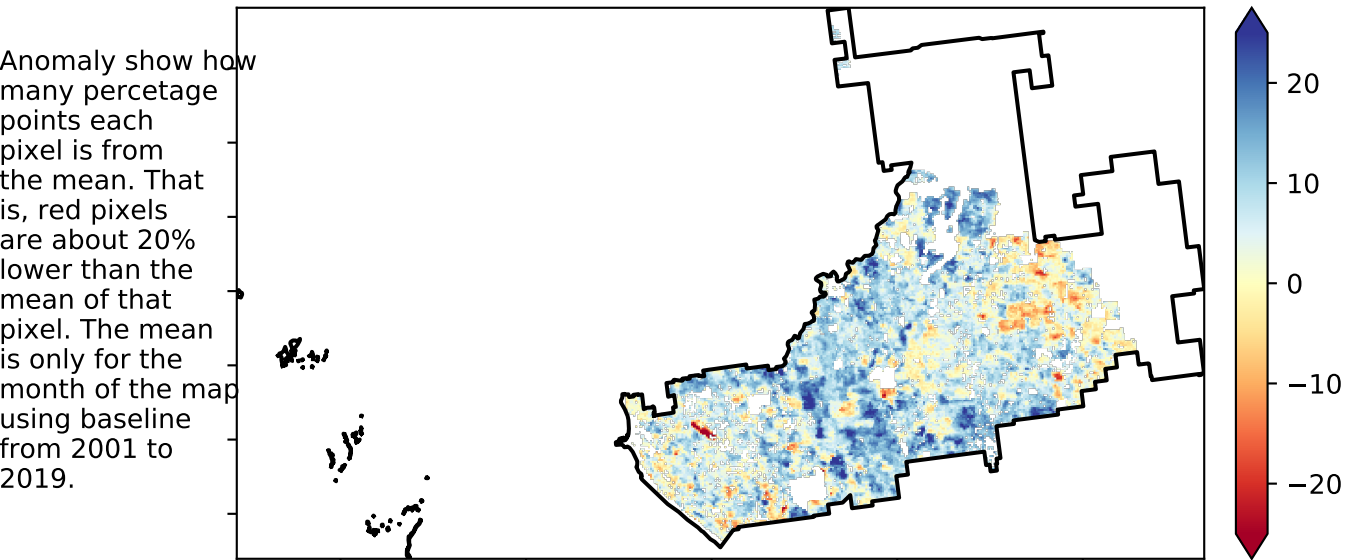 Anomaly show how
many percetage
points each
pixel is from
the mean. That
is, red pixels
are about 20%
lower than the
mean of that
pixel. The mean
is only for the
month of the map
using baseline
from 2001 to
2019.
20
10
0
−10
−20